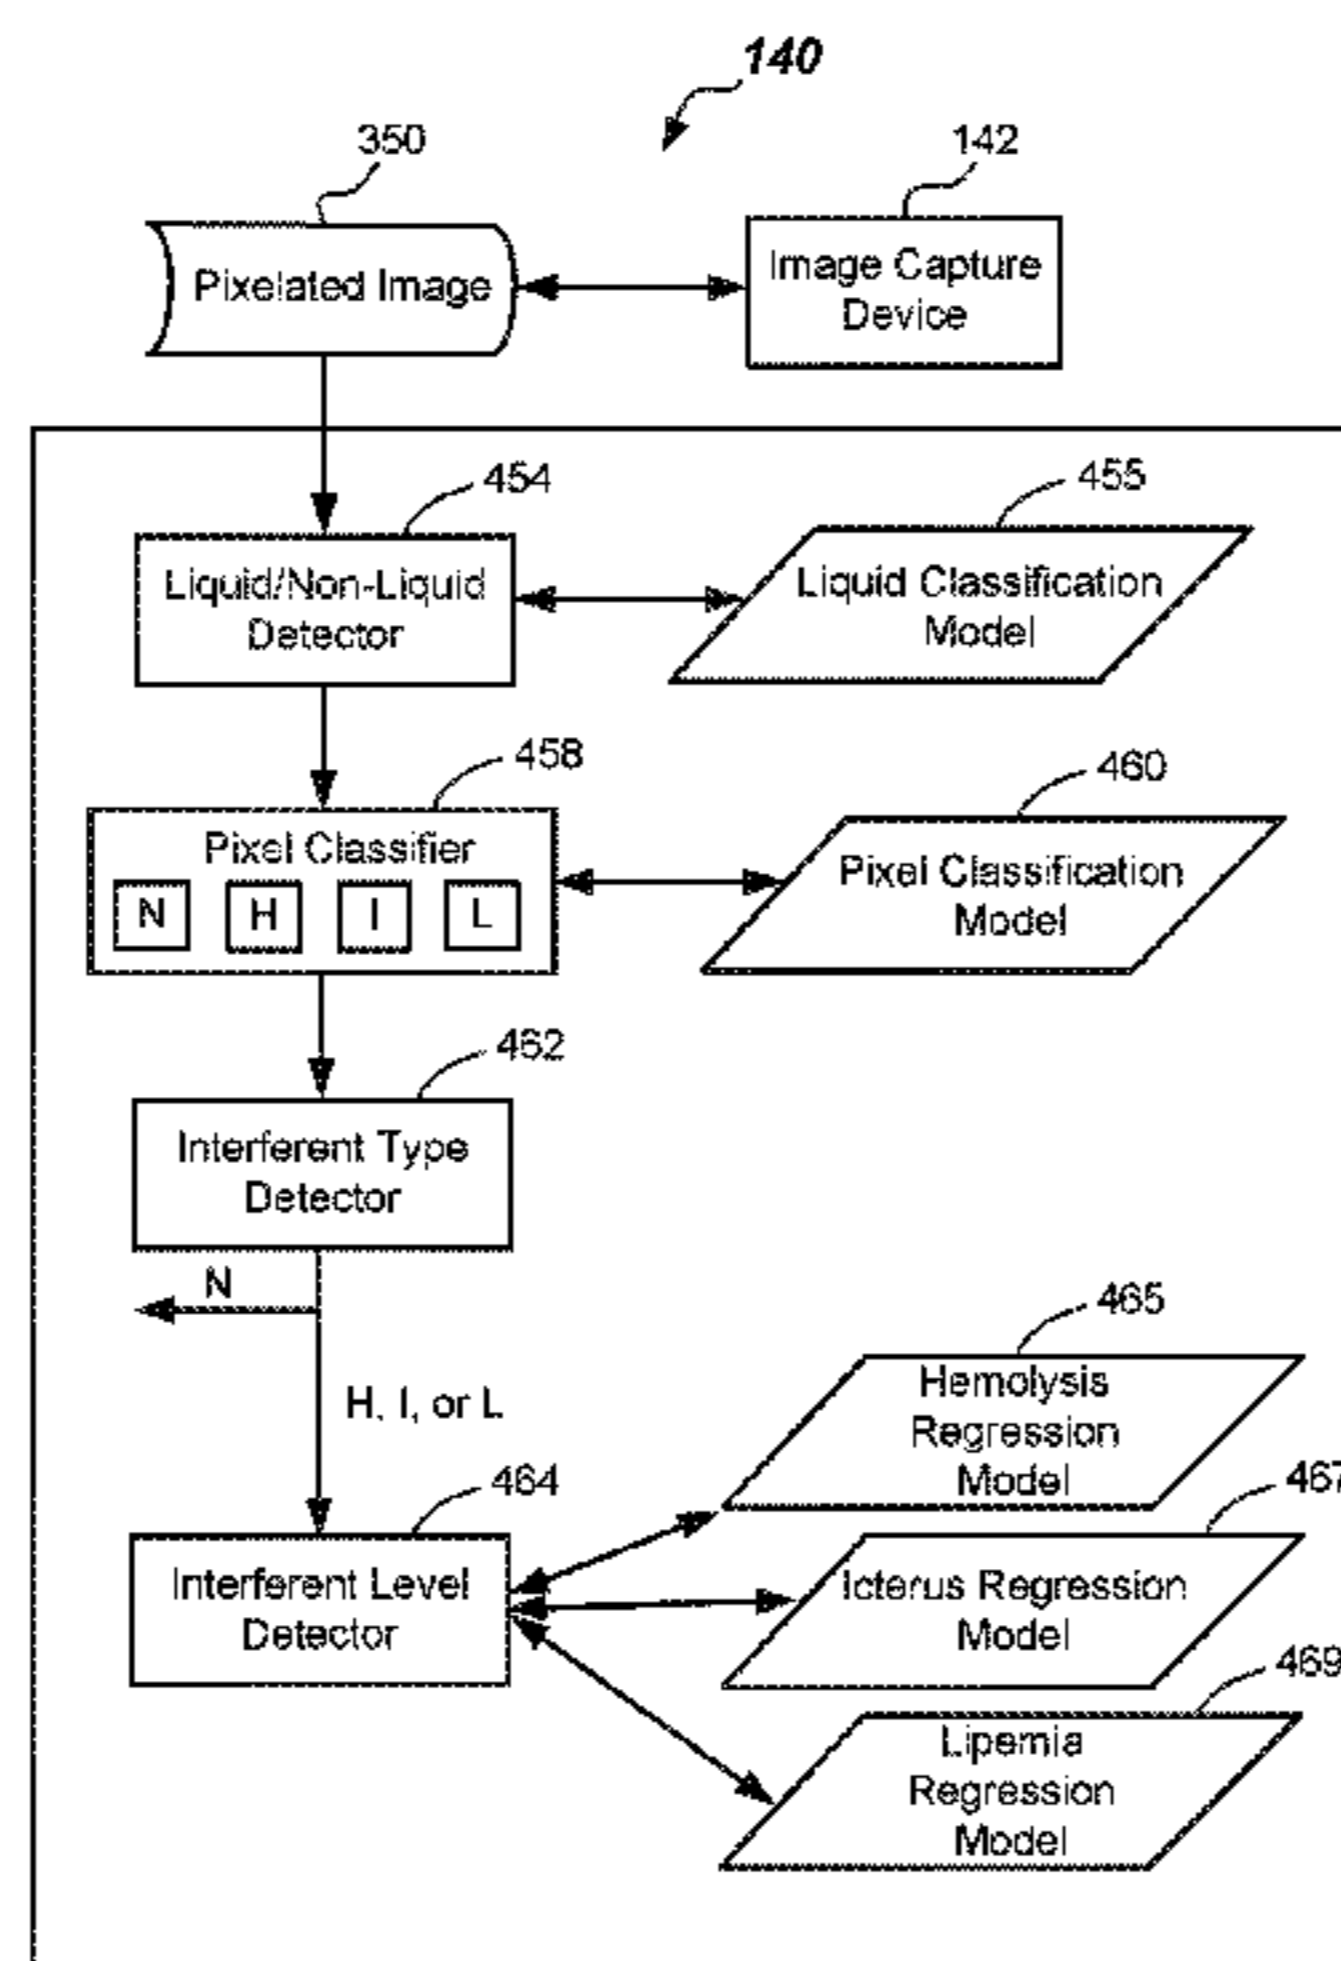 140
350
142
Pixelated Image
Image Capture
Device
454
455
Liquid/Non-Liquid
Detector
Liquid Classification
Model
458
460
Pixel Classifier
N H I L
Pixel Classification
Model
462
Interferent Type
Detector
N
H, I, or L
465
Hemolysis
Regression
Model
464
467
Interferent Level
Detector
Icterus Regression
Model
469
Lipemia
Regression
Model